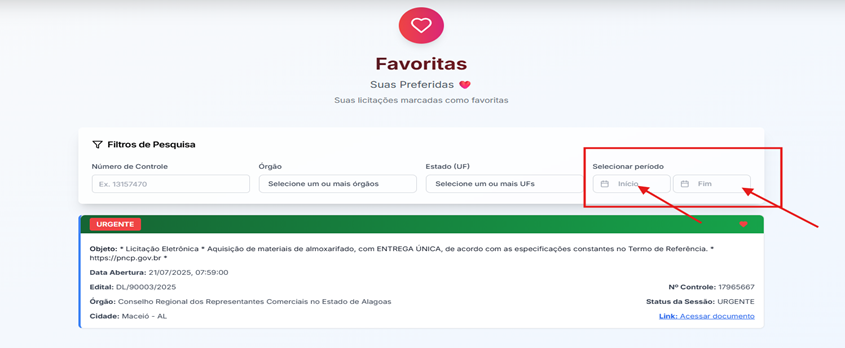 Favoritas
Suas Preferidas
Suas licitações marcadas como favoritas
Filtros de Pesquisa
Número de Controle
Órgão
Estado (UF)
Selecionar período
Ex. 13157470
Selecione um ou mais órgãos
Selecione um ou mais UFs
Início
Fim
URGENTE
Objeto: * Licitação Eletrônica * Aquisição de materiais de almoxarifado, com ENTREGA ÚNICA, de acordo com as especificações constantes no Termo de Referência. *
https://pncp.gov.br *
Data Abertura: 21/07/2025, 07:59:00
Edital: DL/90003/2025
Nº Controle: 17965667
Órgão: Conselho Regional dos Representantes Comerciais no Estado de Alagoas
Status da Sessão: URGENTE
Cidade: Maceió - AL
Link: Acessar documento